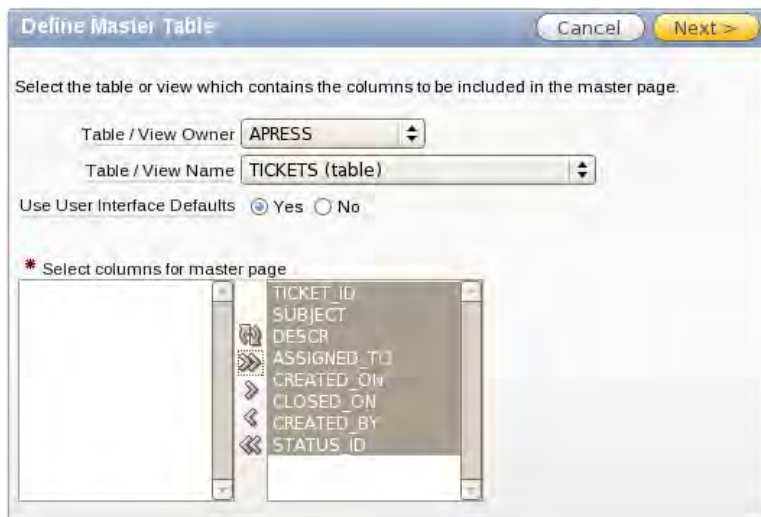 Define Master Table
Cancel
Next >
Select the table or view which contains the columns to be included in the master page.
Table / View Owner
APRESS
Table / View Name
TICKETS (table)
Use User Interface Defaults
Yes
No
* Select columns for master page
TICKET_ID
SUBJECT
DESCR
ASSIGNED_TO
CREATED_ON
CLOSED_ON
CREATED_BY
STATUS_ID